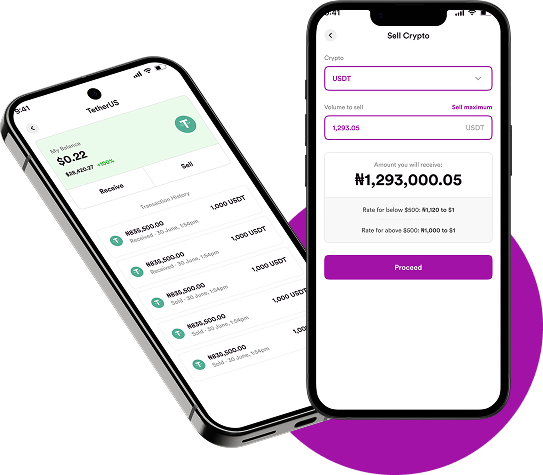 9:41
TetherUS
My Balance
$0.22
$28,420.27 +100%
Receive
Sell
Transaction History
₦835,500.00
Received · 30 June, 1:54pm
1,000 USDT
₦835,500.00
Received · 30 June, 1:54pm
1,000 USDT
₦835,500.00
Sold · 30 June, 1:54pm
1,000 USDT
₦835,500.00
Sold · 30 June, 1:54pm
1,000 USDT
₦835,500.00
Sold · 30 June, 1:54pm
1,00
9:41
Sell Crypto
Crypto
USDT
Volume to sell
Sell maximum
1,293.05
USDT
Amount you will receive:
₦1,293,000.05
Rate for below $500: ₦1,120 to $1
Rate for above $500: ₦1,000 to $1
Proceed